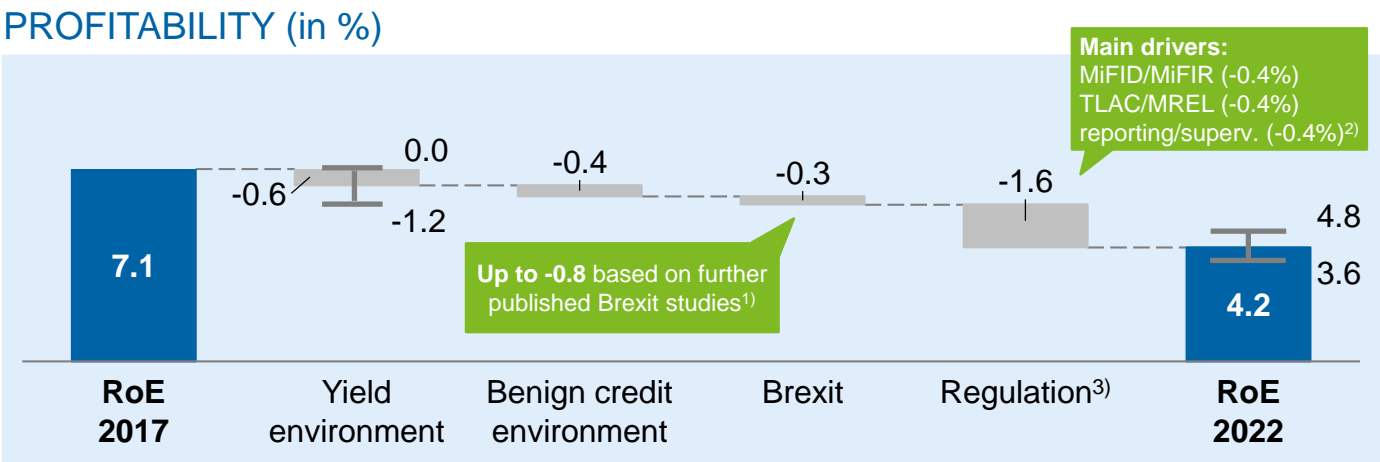 PROFITABILITY (in %)
Main drivers:
MiFID/MiFIR (-0.4%)
TLAC/MREL (-0.4%)
reporting/superv. (-0.4%)2)
0.0
-0.6
-1.2
-0.4
-0.3
-1.6
4.8
3.6
7.1
4.2
Up to -0.8 based on further
published Brexit studies1)
RoE
2017
Yield
environment
Benign credit
environment
Brexit
Regulation3)
RoE
2022